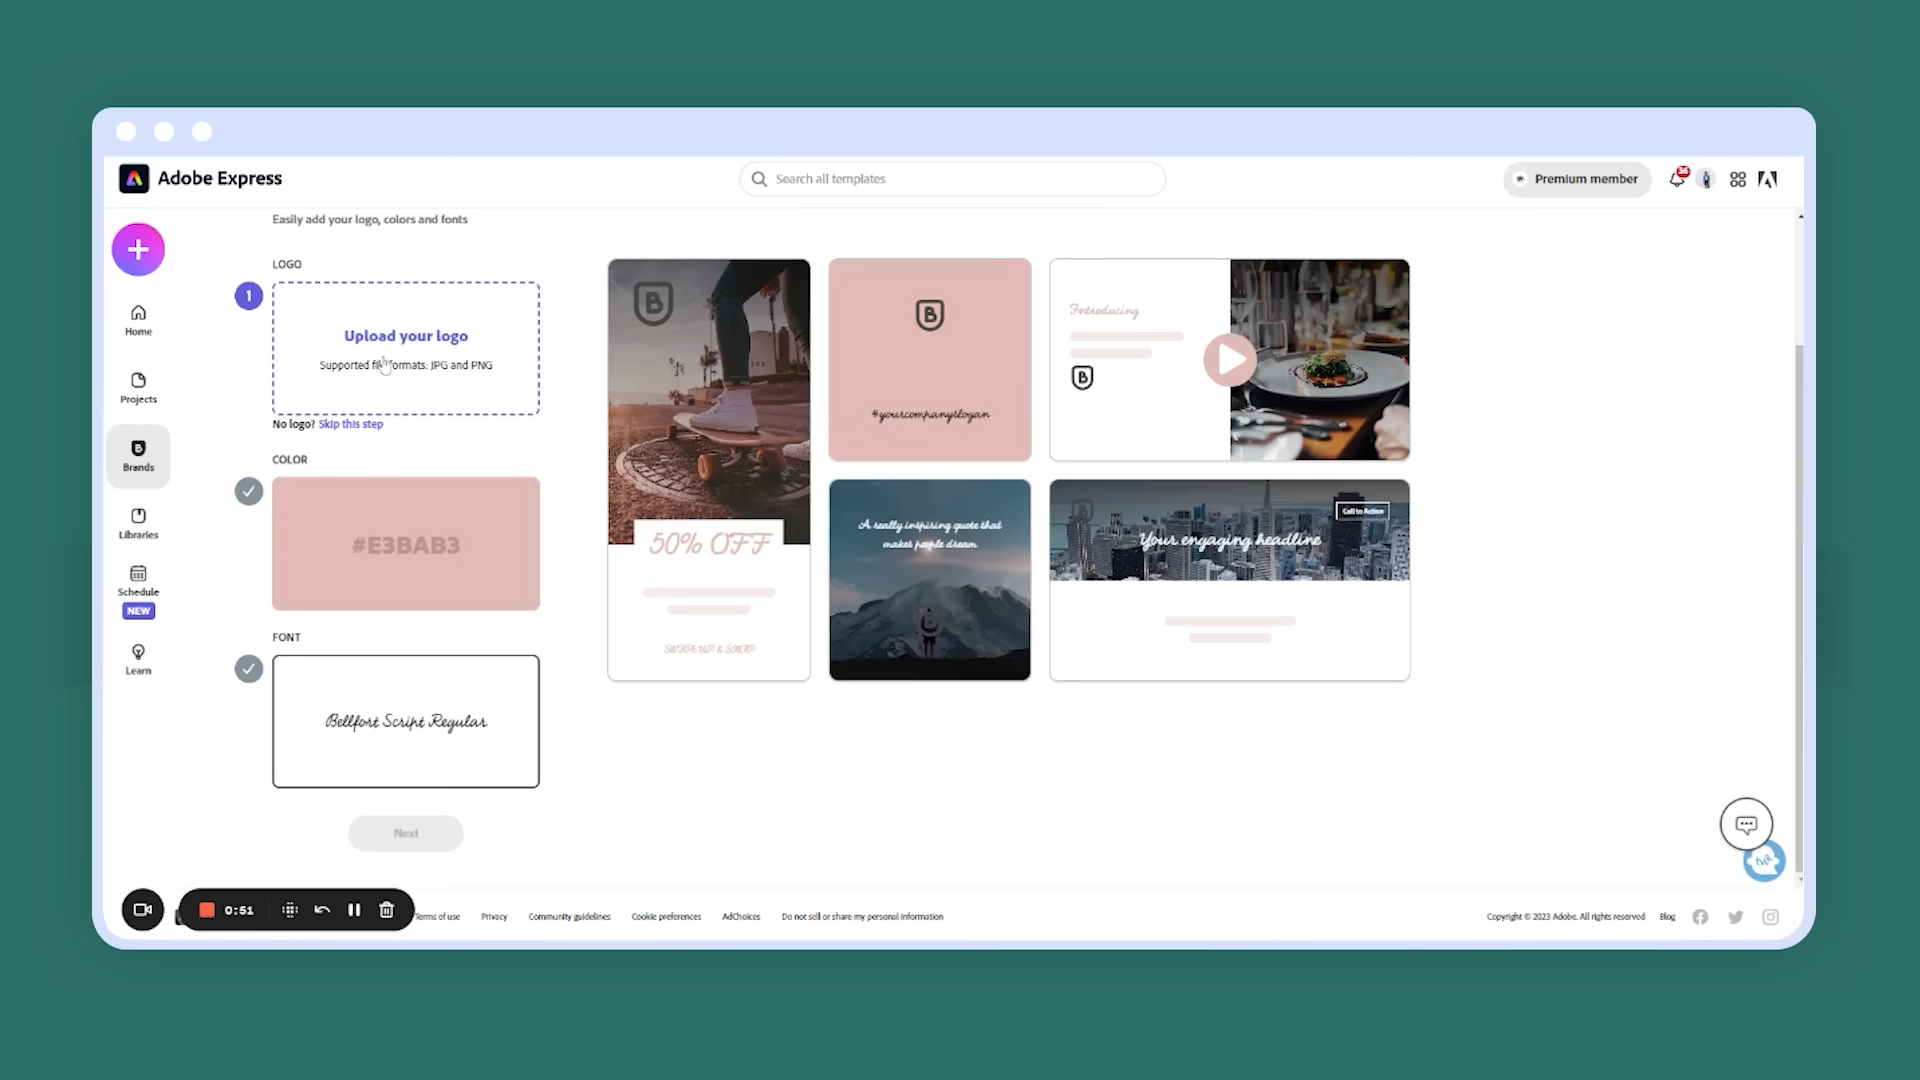 Adobe Express
Search all templates
Premium member
Easily add your logo, colors and fonts
Home
Projects
Brands
Libraries
Schedule
NEW
Learn
LOGO
1
Upload your logo
Supported file formats: JPG and PNG
No logo? Skip this step
COLOR
#E3BAB3
FONT
Bellfort Script Regular
Next
B
50% OFF
SWIPE UP & SHOP
B
#yourcompanyslogan
Introducing
B
A really inspiring quote that
makes people dream
B
Call to Action
Your engaging headline
tw
0:51
Terms of use
Privacy
Community guidelines
Cookie preferences
AdChoices
Do not sell or share my personal information
Copyright © 2023 Adobe. All rights reserved
Blog